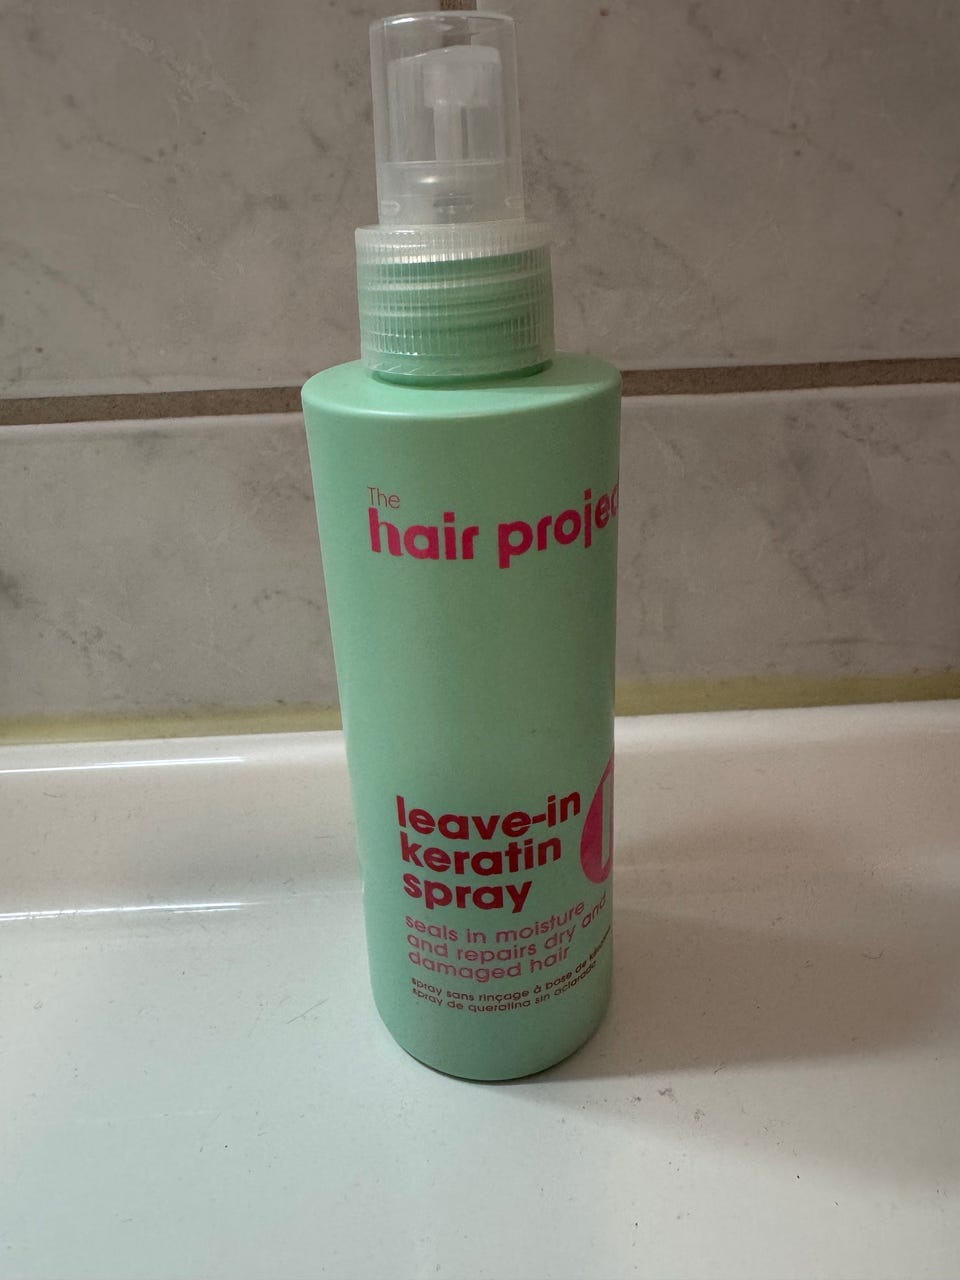 The
hair projec
leave-in
keratin
spray
seals in moisture
and repairs dry and
damaged hair
spray sans rinçage à base de
spray de queratina sin aclarado